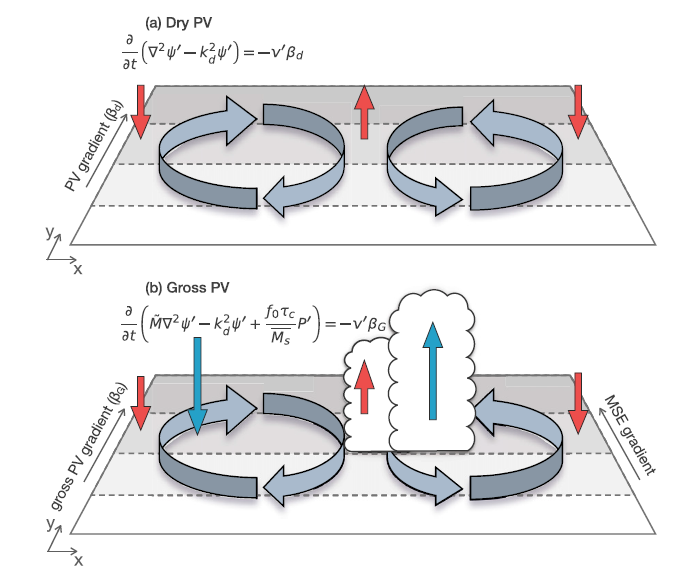 (a) Dry PV
∂/∂t (∇²ψ′ − k_d²ψ′) = −v′β_d
PV gradient (β_d)
y
x
(b) Gross PV
∂/∂t (M̃∇²ψ′ − k_d²ψ′ + f₀τ_c/M̅_s P′) = −v′β_G
gross PV gradient (β_G)
MSE gradient
y
x